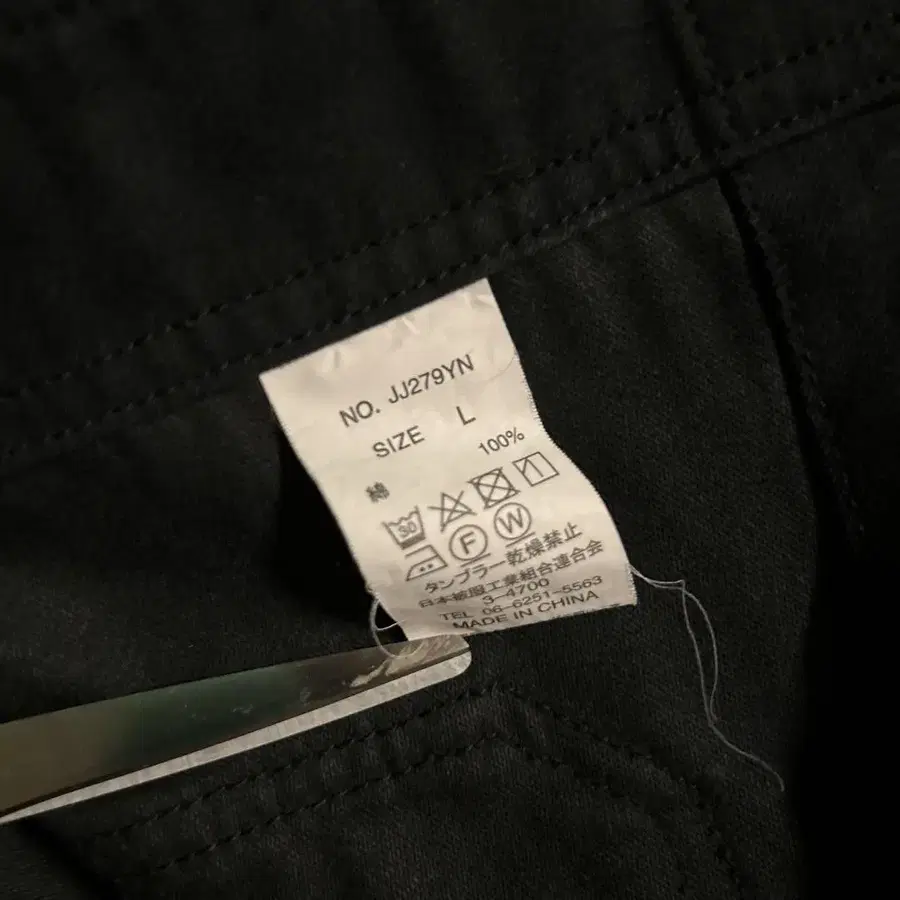 NO. JJ279YN
SIZE L
綿 100%
30
F W
タンブラー乾燥禁止
日本被服工業組合連合会
3-4700
TEL 06-6251-5563
MADE IN CHINA